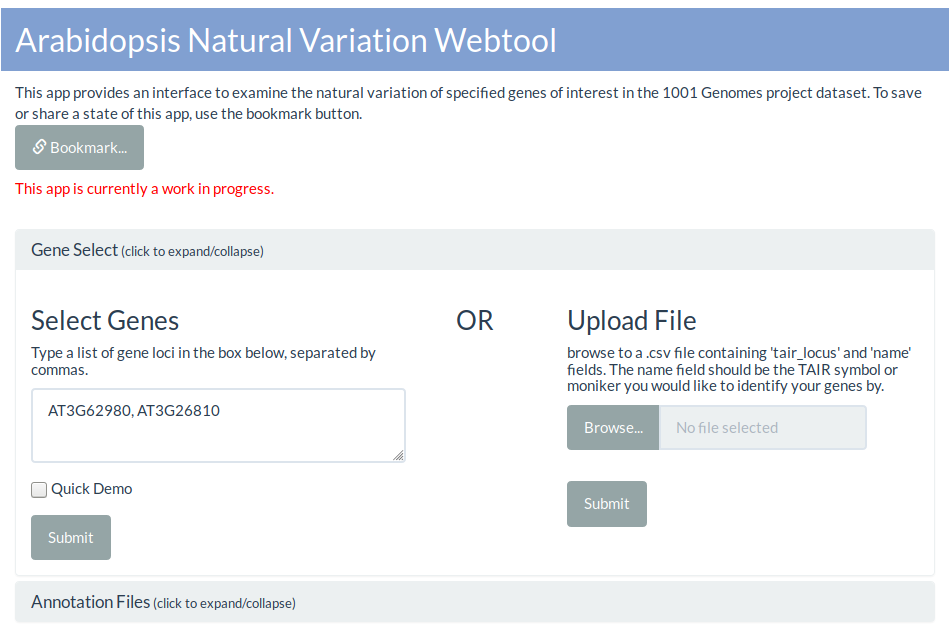 Arabidopsis Natural Variation Webtool
This app provides an interface to examine the natural variation of specified genes of interest in the 1001 Genomes project dataset. To save
or share a state of this app, use the bookmark button.
Bookmark...
This app is currently a work in progress.
Gene Select (click to expand/collapse)
Select Genes
Type a list of gene loci in the box below, separated by
commas.
AT3G62980, AT3G26810
Quick Demo
Submit
OR
Upload File
browse to a .csv file containing 'tair_locus' and 'name'
fields. The name field should be the TAIR symbol or
moniker you would like to identify your genes by.
Browse...
No file selected
Submit
Annotation Files (click to expand/collapse)